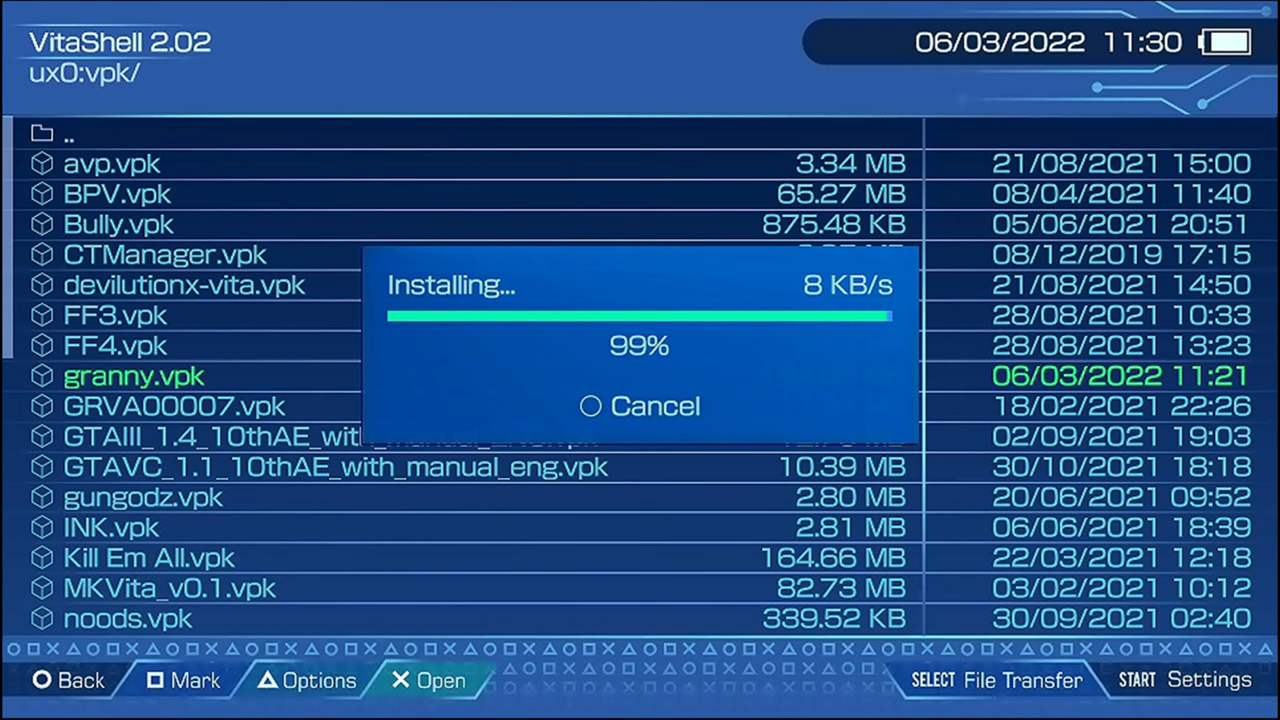 VitaShell 2.02
06/03/2022 11:30
ux0:vpk/
..
avp.vpk 3.34 MB 21/08/2021 15:00
BPV.vpk 65.27 MB 08/04/2021 11:40
Bully.vpk 875.48 KB 05/06/2021 20:51
CTManager.vpk 08/12/2019 17:15
devilutionx-vita.vpk 21/08/2021 14:50
FF3.vpk 28/08/2021 10:33
FF4.vpk 28/08/2021 13:23
granny.vpk 06/03/2022 11:21
GRVA00007.vpk 18/02/2021 22:26
GTAIII_1.4_10thAE_with_manual 02/09/2021 19:03
GTAVC_1.1_10thAE_with_manual_eng.vpk 10.39 MB 30/10/2021 18:18
gungodz.vpk 2.80 MB 20/06/2021 09:52
INK.vpk 2.81 MB 06/06/2021 18:39
Kill Em All.vpk 164.66 MB 22/03/2021 12:18
MKVita_v0.1.vpk 82.73 MB 03/02/2021 10:12
noods.vpk 339.52 KB 30/09/2021 02:40
Installing... 8 KB/s
99%
Cancel
Back Mark Options Open SELECT File Transfer START Settings